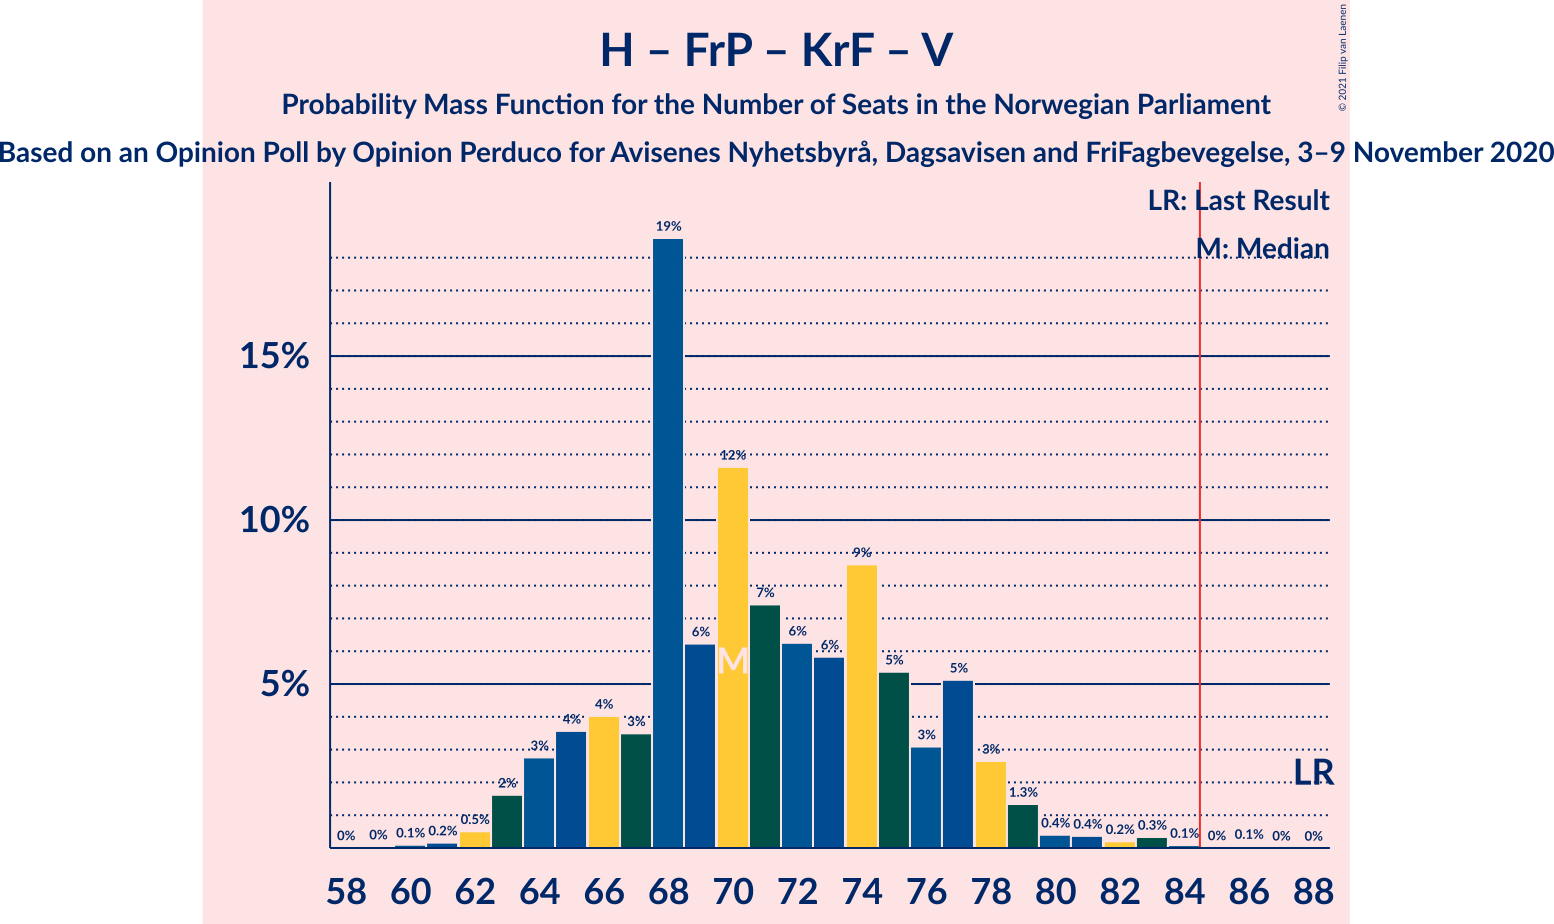 H – FrP – KrF – V
Probability Mass Function for the Number of Seats in the Norwegian Parliament
Based on an Opinion Poll by Opinion Perduco for Avisenes Nyhetsbyrå, Dagsavisen and FriFagbevegelse, 3–9 November 2020
© 2021 Filip van Laenen
LR: Last Result
M: Median
15%
10%
5%
0% 0% 0.1% 0.2% 0.5% 2% 3% 4% 4% 3% 19% 6% 12% 7% 6% 6% 9% 5% 3% 5% 3% 1.3% 0.4% 0.4% 0.2% 0.3% 0.1% 0% 0.1% 0% 0%
M
LR
58 60 62 64 66 68 70 72 74 76 78 80 82 84 86 88